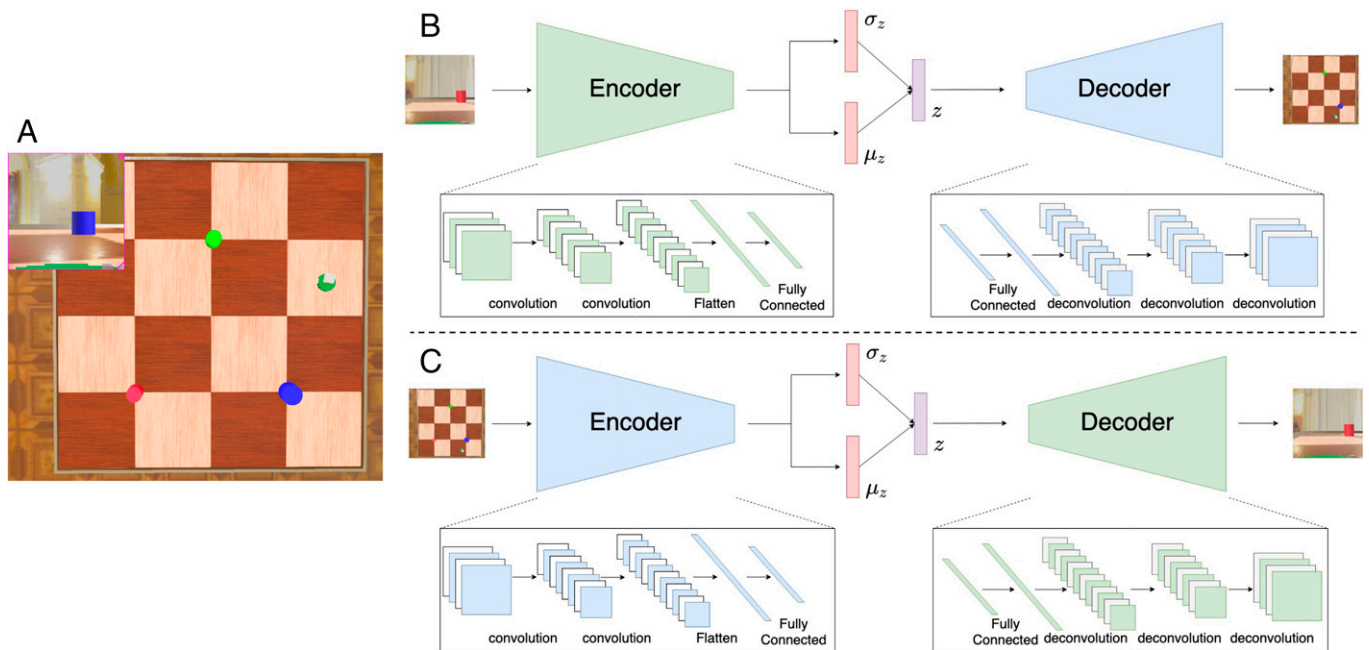 A
B
Encoder
σz
μz
z
Decoder
convolution
convolution
Flatten
Fully
Connected
Fully
Connected
deconvolution
deconvolution
deconvolution
C
Encoder
σz
μz
z
Decoder
convolution
convolution
Flatten
Fully
Connected
Fully
Connected
deconvolution
deconvolution
deconvolution